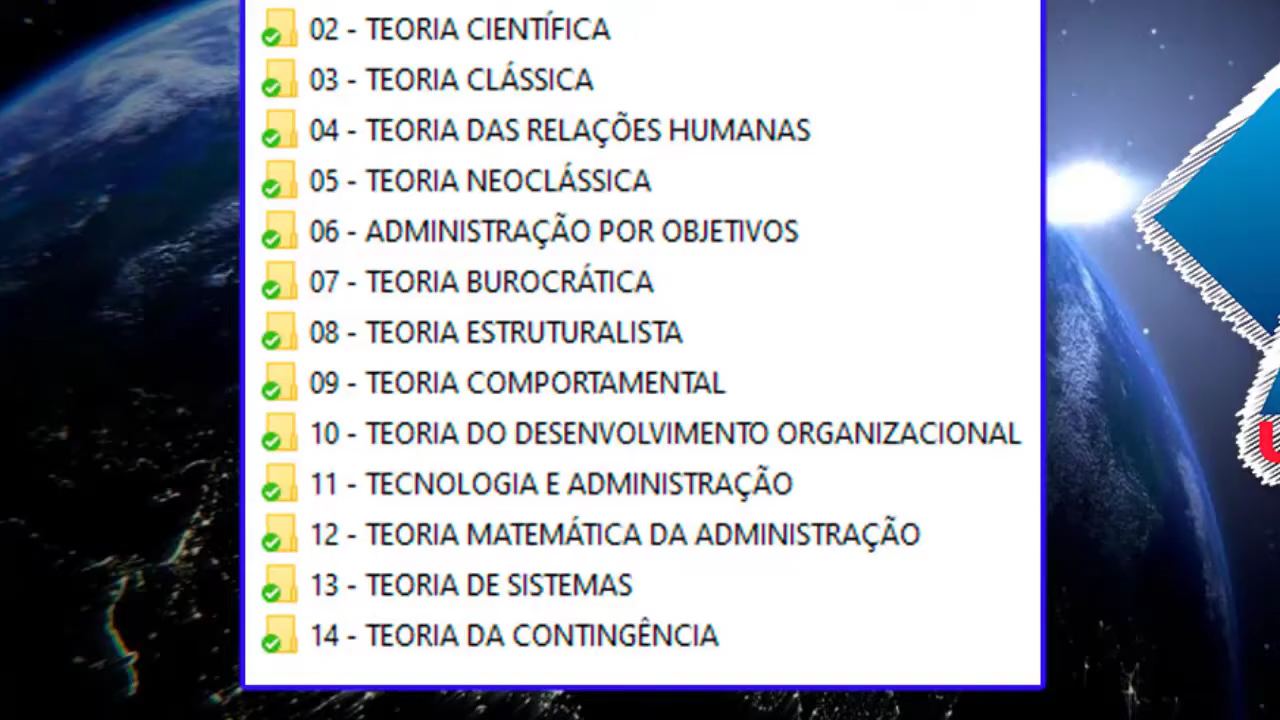 02 - TEORIA CIENTÍFICA
03 - TEORIA CLÁSSICA
04 - TEORIA DAS RELAÇÕES HUMANAS
05 - TEORIA NEOCLÁSSICA
06 - ADMINISTRAÇÃO POR OBJETIVOS
07 - TEORIA BUROCRÁTICA
08 - TEORIA ESTRUTURALISTA
09 - TEORIA COMPORTAMENTAL
10 - TEORIA DO DESENVOLVIMENTO ORGANIZACIONAL
11 - TECNOLOGIA E ADMINISTRAÇÃO
12 - TEORIA MATEMÁTICA DA ADMINISTRAÇÃO
13 - TEORIA DE SISTEMAS
14 - TEORIA DA CONTINGÊNCIA